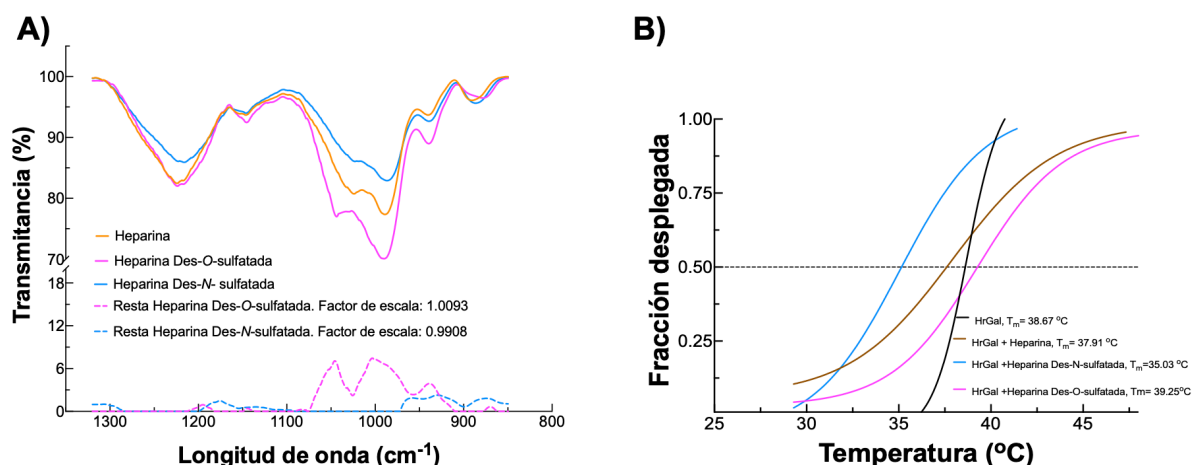 A)
Transmitancia (%)
100
90
80
70
18
12
6
0
Heparina
Heparina Des-O-sulfatada
Heparina Des-N- sulfatada
Resta Heparina Des-O-sulfatada. Factor de escala: 1.0093
Resta Heparina Des-N-sulfatada. Factor de escala: 0.9908
1300 1200 1100 1000 900 800
Longitud de onda (cm-1)
B)
Fracción desplegada
1.00
0.75
0.50
0.25
HrGal, Tm= 38.67 ºC
HrGal + Heparina, Tm= 37.91 ºC
HrGal +Heparina Des-N-sulfatada, Tm=35.03 ºC
HrGal +Heparina Des-O-sulfatada, Tm= 39.25ºC
25 30 35 40 45
Temperatura (ºC)